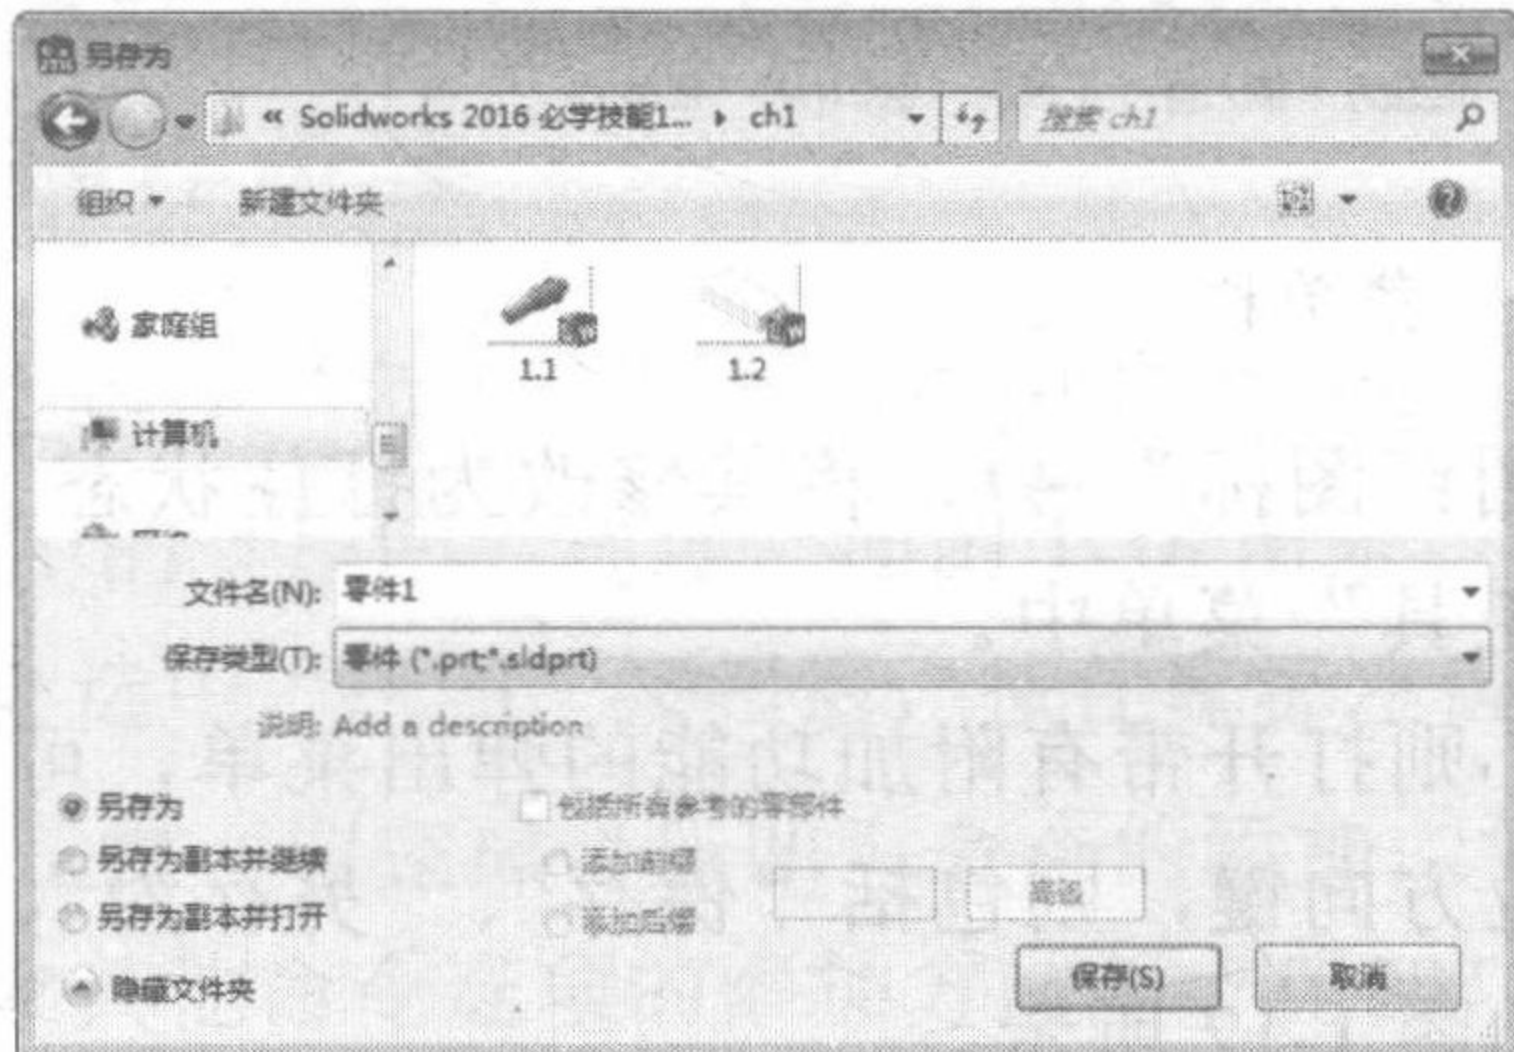 另存为
« Solidworks 2016 必学技能1... ▸ ch1
搜索 ch1
组织 新建文件夹
家庭组
1.1 1.2
计算机
网络
文件名(N): 零件1
保存类型(T): 零件 (*.prt;*.sldprt)
说明: Add a description
另存为 包括所有参考的零部件
另存为副本并继续 添加前缀
另存为副本并打开 添加后缀 高级
隐藏文件夹 保存(S) 取消